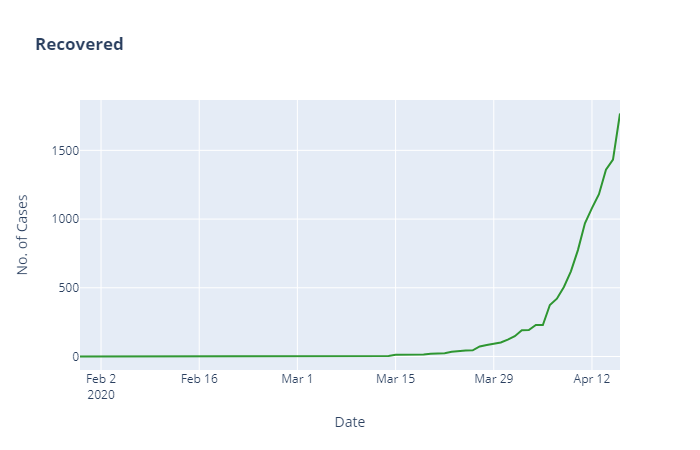 Recovered
No. of Cases
1500
1000
500
0
Feb 2
2020
Feb 16
Mar 1
Mar 15
Mar 29
Apr 12
Date